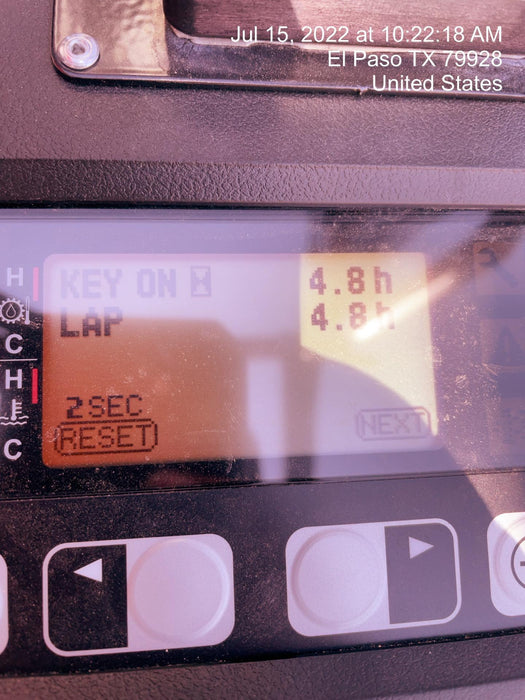 Jul 15, 2022 at 10:22:18 AM
El Paso TX 79928
United States
KEY ON 4.8h
LAP 4.8h
H
C
H
C
2SEC
RESET NEXT